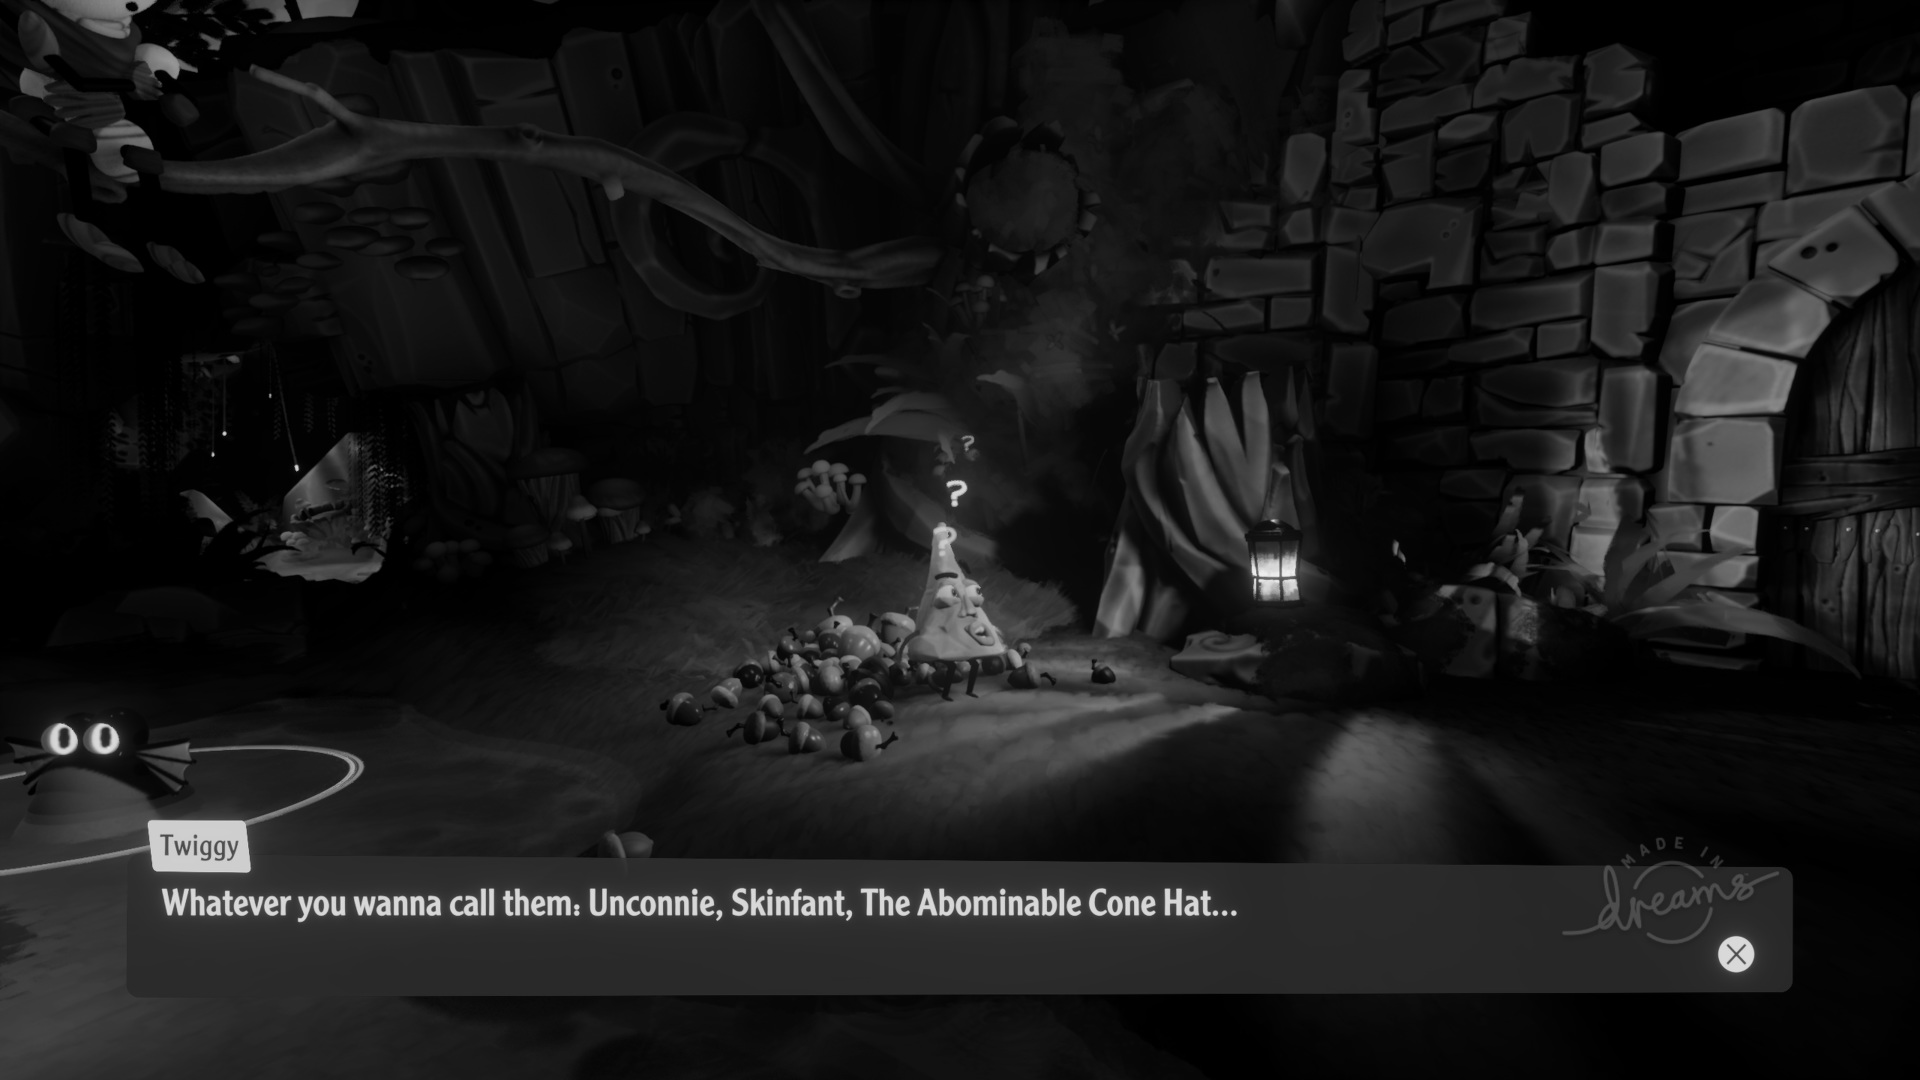 ?
?
?
Twiggy
Whatever you wanna call them: Unconnie, Skinfant, The Abominable Cone Hat...
MADE IN
dreams